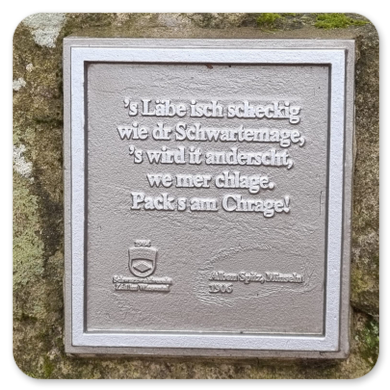 's Läbe isch scheckig
wie dr Schwartemage,
's wird it anderscht,
we mer chlage.
Pack s am Chrage!
1906